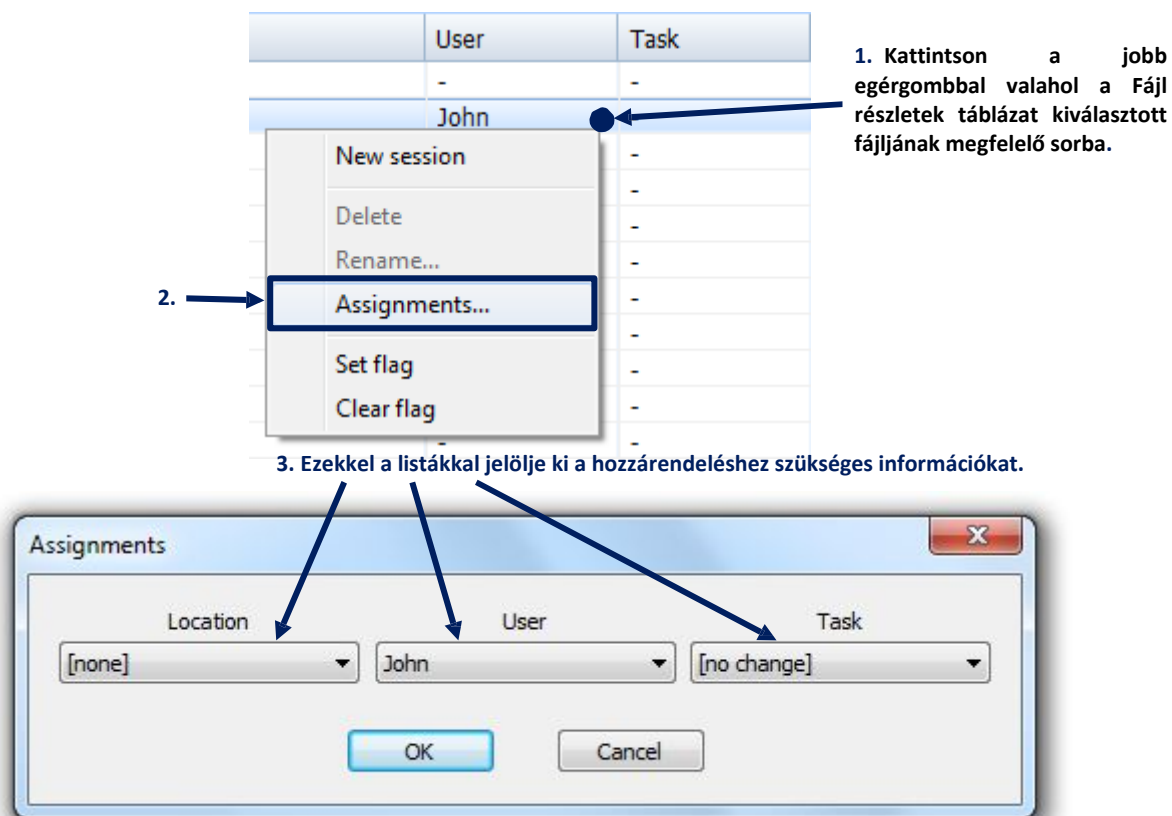 User Task
- -
1. Kattintson a jobb
egérgombbal valahol a Fájl
részletek táblázat kiválasztott
fájljának megfelelő sorba.
John
New session -
-
Delete -
Rename... -
2. Assignments... -
-
Set flag -
Clear flag -
- -
3. Ezekkel a listákkal jelölje ki a hozzárendeléshez szükséges információkat.
Assignments
Location User Task
[none] John [no change]
OK Cancel